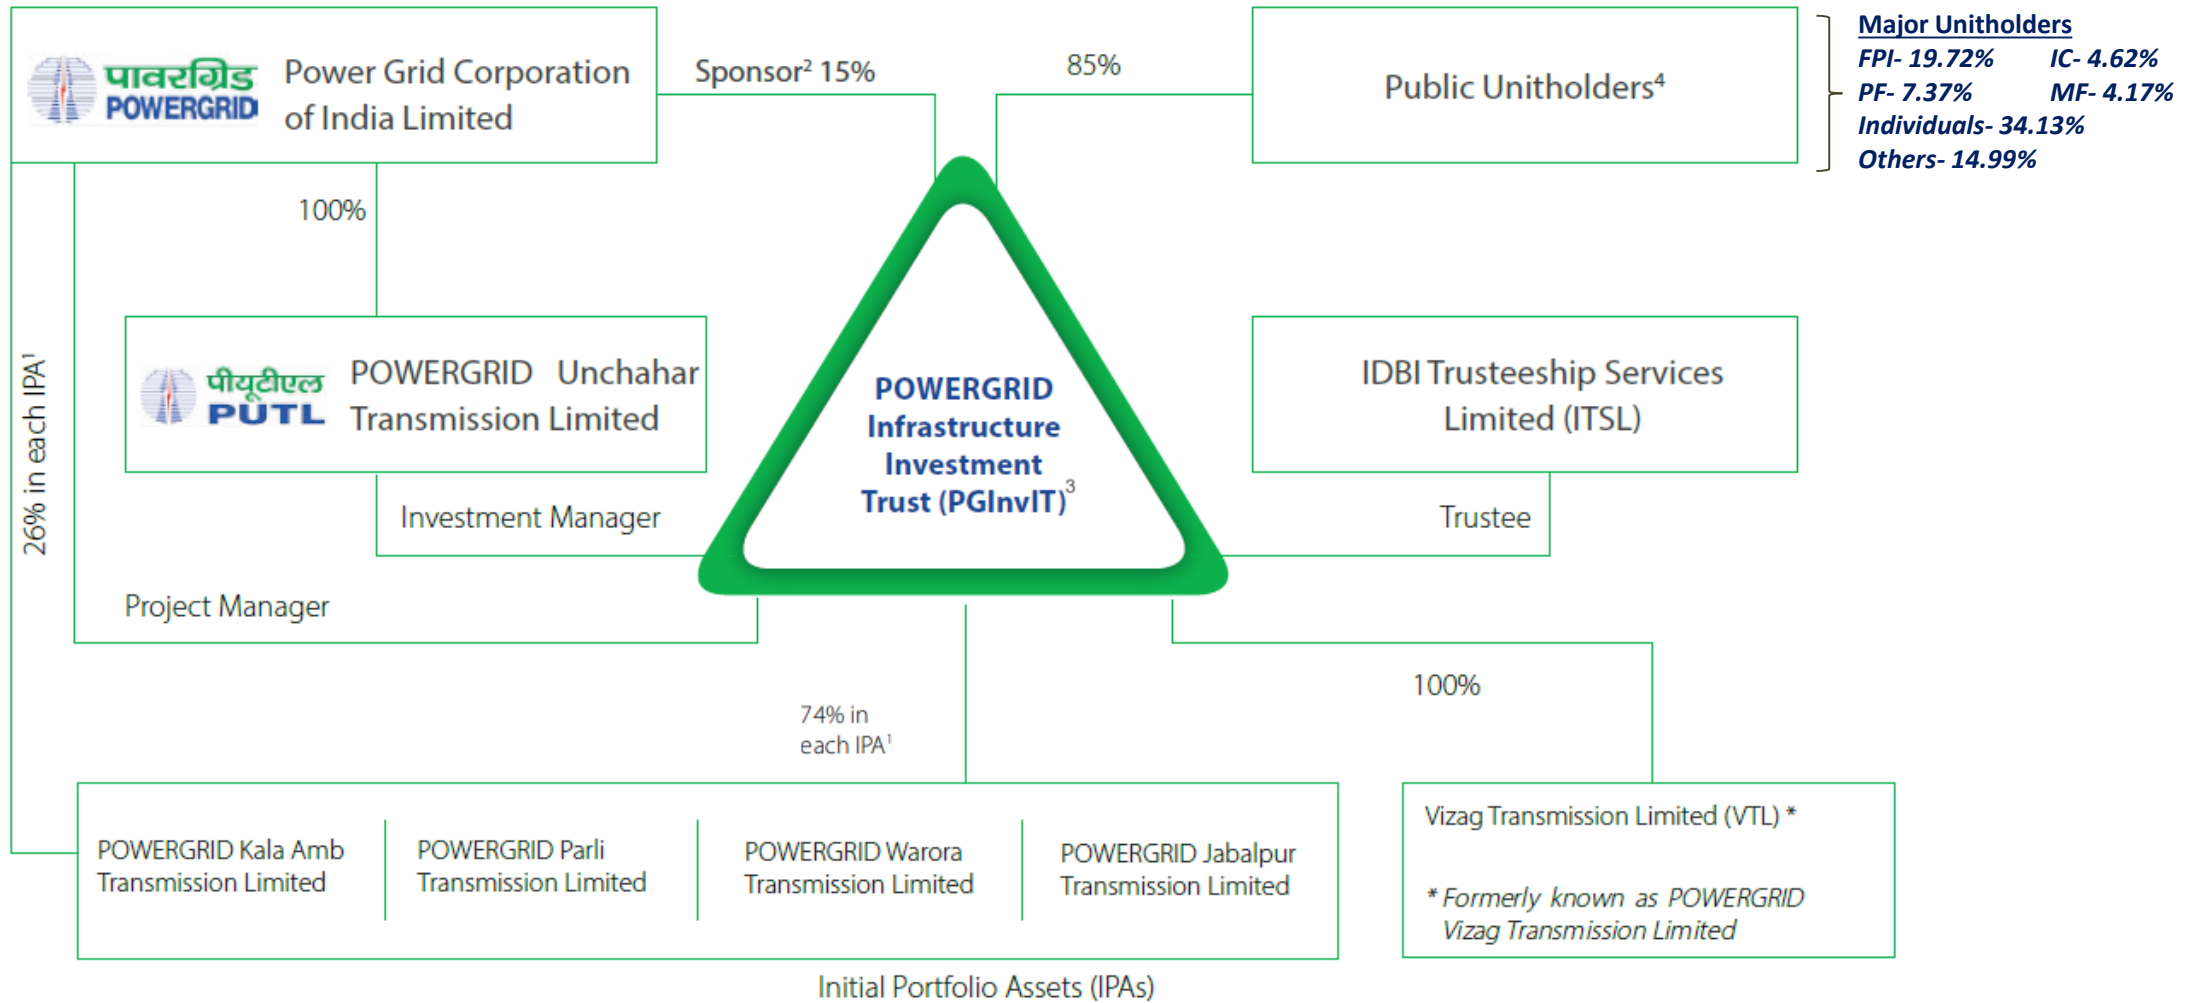 पावरग्रिड
POWERGRID
Power Grid Corporation
of India Limited
Sponsor² 15%
85%
Public Unitholders⁴
Major Unitholders
FPI- 19.72% IC- 4.62%
PF- 7.37% MF- 4.17%
Individuals- 34.13%
Others- 14.99%
100%
26% in each IPA¹
पीयूटीएल
PUTL
POWERGRID Unchahar
Transmission Limited
POWERGRID
Infrastructure
Investment
Trust (PGInvIT)³
IDBI Trusteeship Services
Limited (ITSL)
Investment Manager
Trustee
Project Manager
74% in
each IPA¹
100%
POWERGRID Kala Amb
Transmission Limited
POWERGRID Parli
Transmission Limited
POWERGRID Warora
Transmission Limited
POWERGRID Jabalpur
Transmission Limited
Vizag Transmission Limited (VTL) *
* Formerly known as POWERGRID
Vizag Transmission Limited
Initial Portfolio Assets (IPAs)